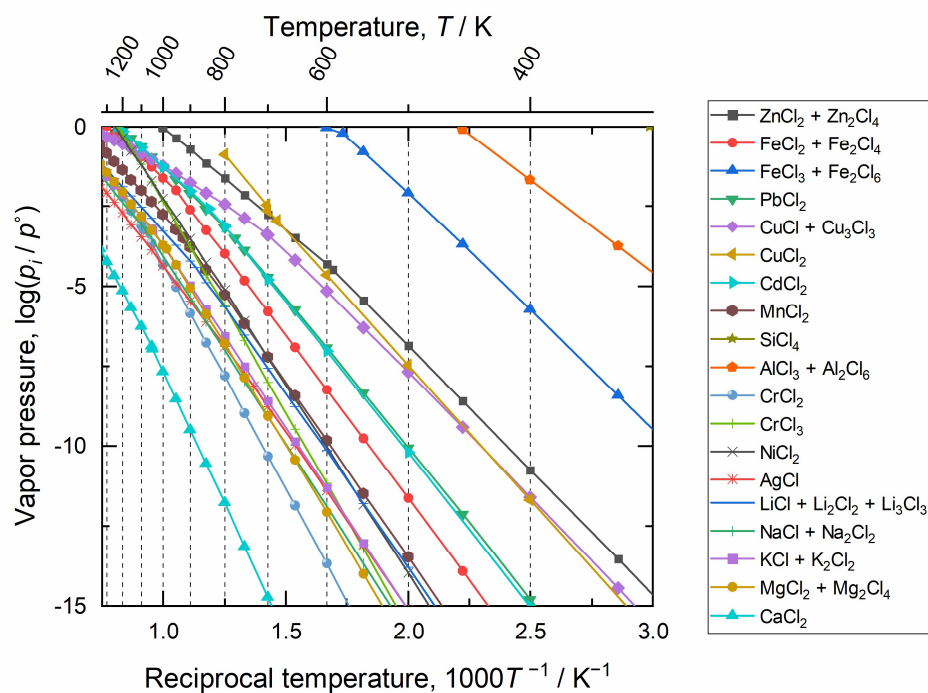 Temperature, T / K
1200 1000 800 600 400
Vapor pressure, log(pᵢ / p°)
0
-5
-10
-15
1.0 1.5 2.0 2.5 3.0
Reciprocal temperature, 1000T⁻¹ / K⁻¹
ZnCl₂ + Zn₂Cl₄
FeCl₂ + Fe₂Cl₄
FeCl₃ + Fe₂Cl₆
PbCl₂
CuCl + Cu₃Cl₃
CuCl₂
CdCl₂
MnCl₂
SiCl₄
AlCl₃ + Al₂Cl₆
CrCl₂
CrCl₃
NiCl₂
AgCl
LiCl + Li₂Cl₂ + Li₃Cl₃
NaCl + Na₂Cl₂
KCl + K₂Cl₂
MgCl₂ + Mg₂Cl₄
CaCl₂